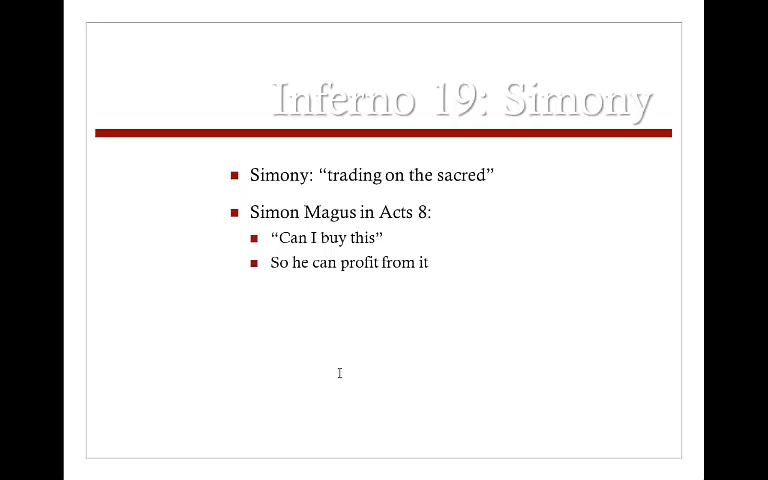 Inferno 19: Simony
Simony: “trading on the sacred”
Simon Magus in Acts 8:
“Can I buy this”
So he can profit from it